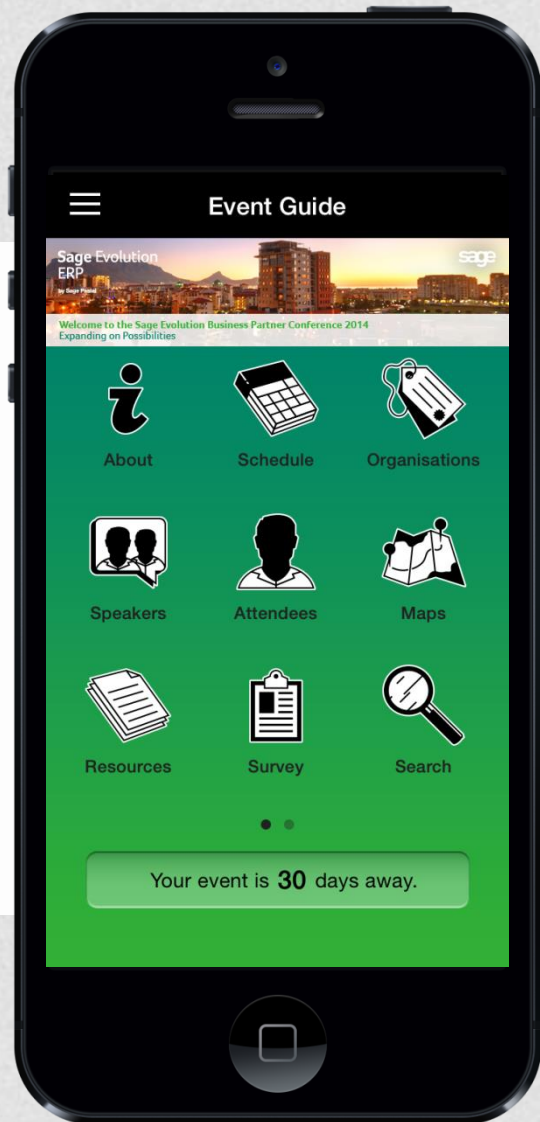 Event Guide
Sage Evolution
ERP
by Sage Pastel
sage
Welcome to the Sage Evolution Business Partner Conference 2014
Expanding on Possibilities
About
Schedule
Organisations
Speakers
Attendees
Maps
Resources
Survey
Search
Your event is 30 days away.